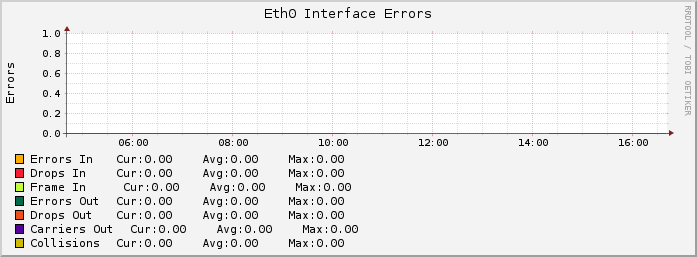 Eth0 Interface Errors
RRDTOOL / TOBI OETIKER
Errors
1.0
0.8
0.6
0.4
0.2
0.0
06:00 08:00 10:00 12:00 14:00 16:00
Errors In Cur:0.00 Avg:0.00 Max:0.00
Drops In Cur:0.00 Avg:0.00 Max:0.00
Frame In Cur:0.00 Avg:0.00 Max:0.00
Errors Out Cur:0.00 Avg:0.00 Max:0.00
Drops Out Cur:0.00 Avg:0.00 Max:0.00
Carriers Out Cur:0.00 Avg:0.00 Max:0.00
Collisions Cur:0.00 Avg:0.00 Max:0.00